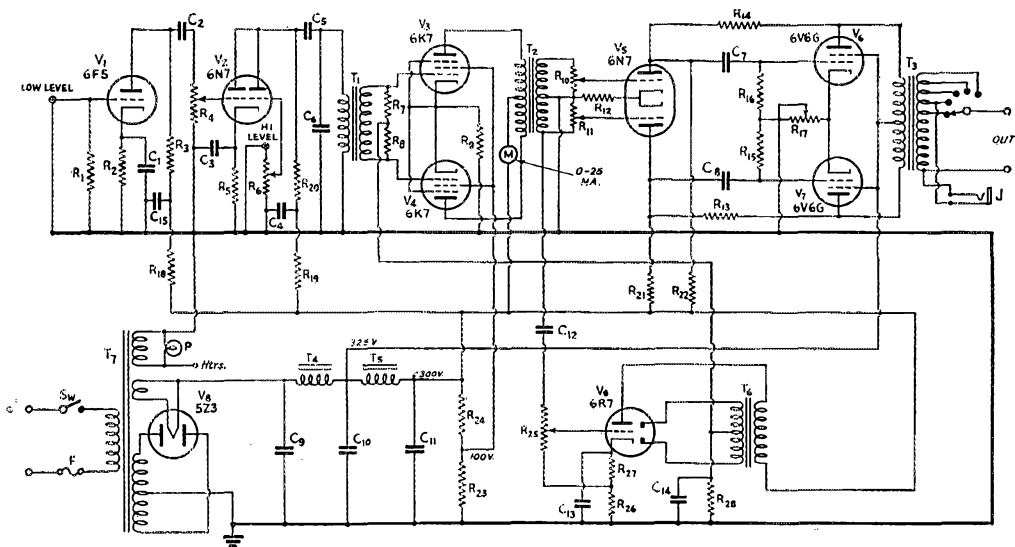 C2
C5
V3
6K7
R14
V6
6V6G
V1
6F5
V2
6N7
T2
V5
6N7
C7
T3
LOW LEVEL
R10
R16
R4
HI
LEVEL
C6
T1
R7
R12
R17
OUT
R1
R2
C1
R3
C3
R5
R6
R20
R8
R9
M
R11
R15
0-25
MA.
C8
V7
6V6G
C15
C4
V4
6K7
R13
J
R18
R19
R21
R22
C12
T7
P
Htrs.
325V
T4
T5
300V.
SW
V8
5Z3
R24
V8
6R7
T6
C9
C10
C11
R25
F
100V.
R27
R23
C13
R26
C14
R28